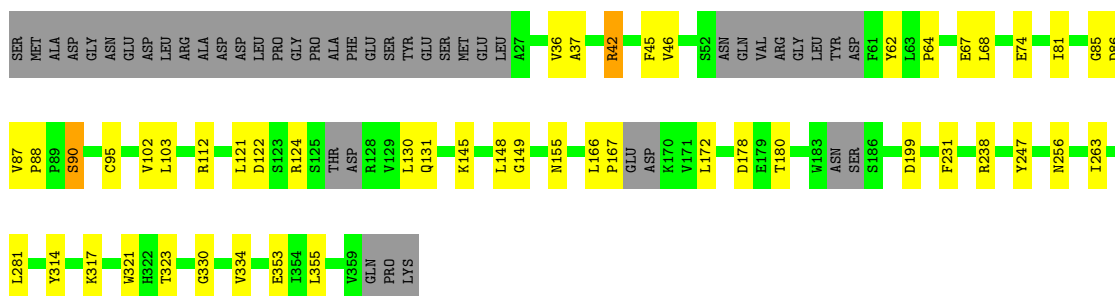 SER MET ALA ASP GLY ASN GLU ASP LEU ARG ALA ASP ASP LEU PRO GLY PRO ALA PHE GLU SER TYR GLU SER MET GLU LEU A27 V36 A37 R42 F45 V46 S52 ASN GLN VAL ARG GLY LEU TYR ASP F61 Y62 L63 P64 E67 L68 E74 I81 G85 D86
V87 P88 P89 S90 C95 V102 L103 R112 L121 D122 S123 R124 S125 THR ASP R128 V129 L130 Q131 K145 L148 G149 N155 L166 P167 GLU ASP K170 V171 L172 D178 E179 T180 W183 ASN SER S186 D199 F231 R238 Y247 N256 I263
L281 Y314 K317 W321 H322 T323 G330 V334 E353 I354 L355 V359 GLN PRO LYS